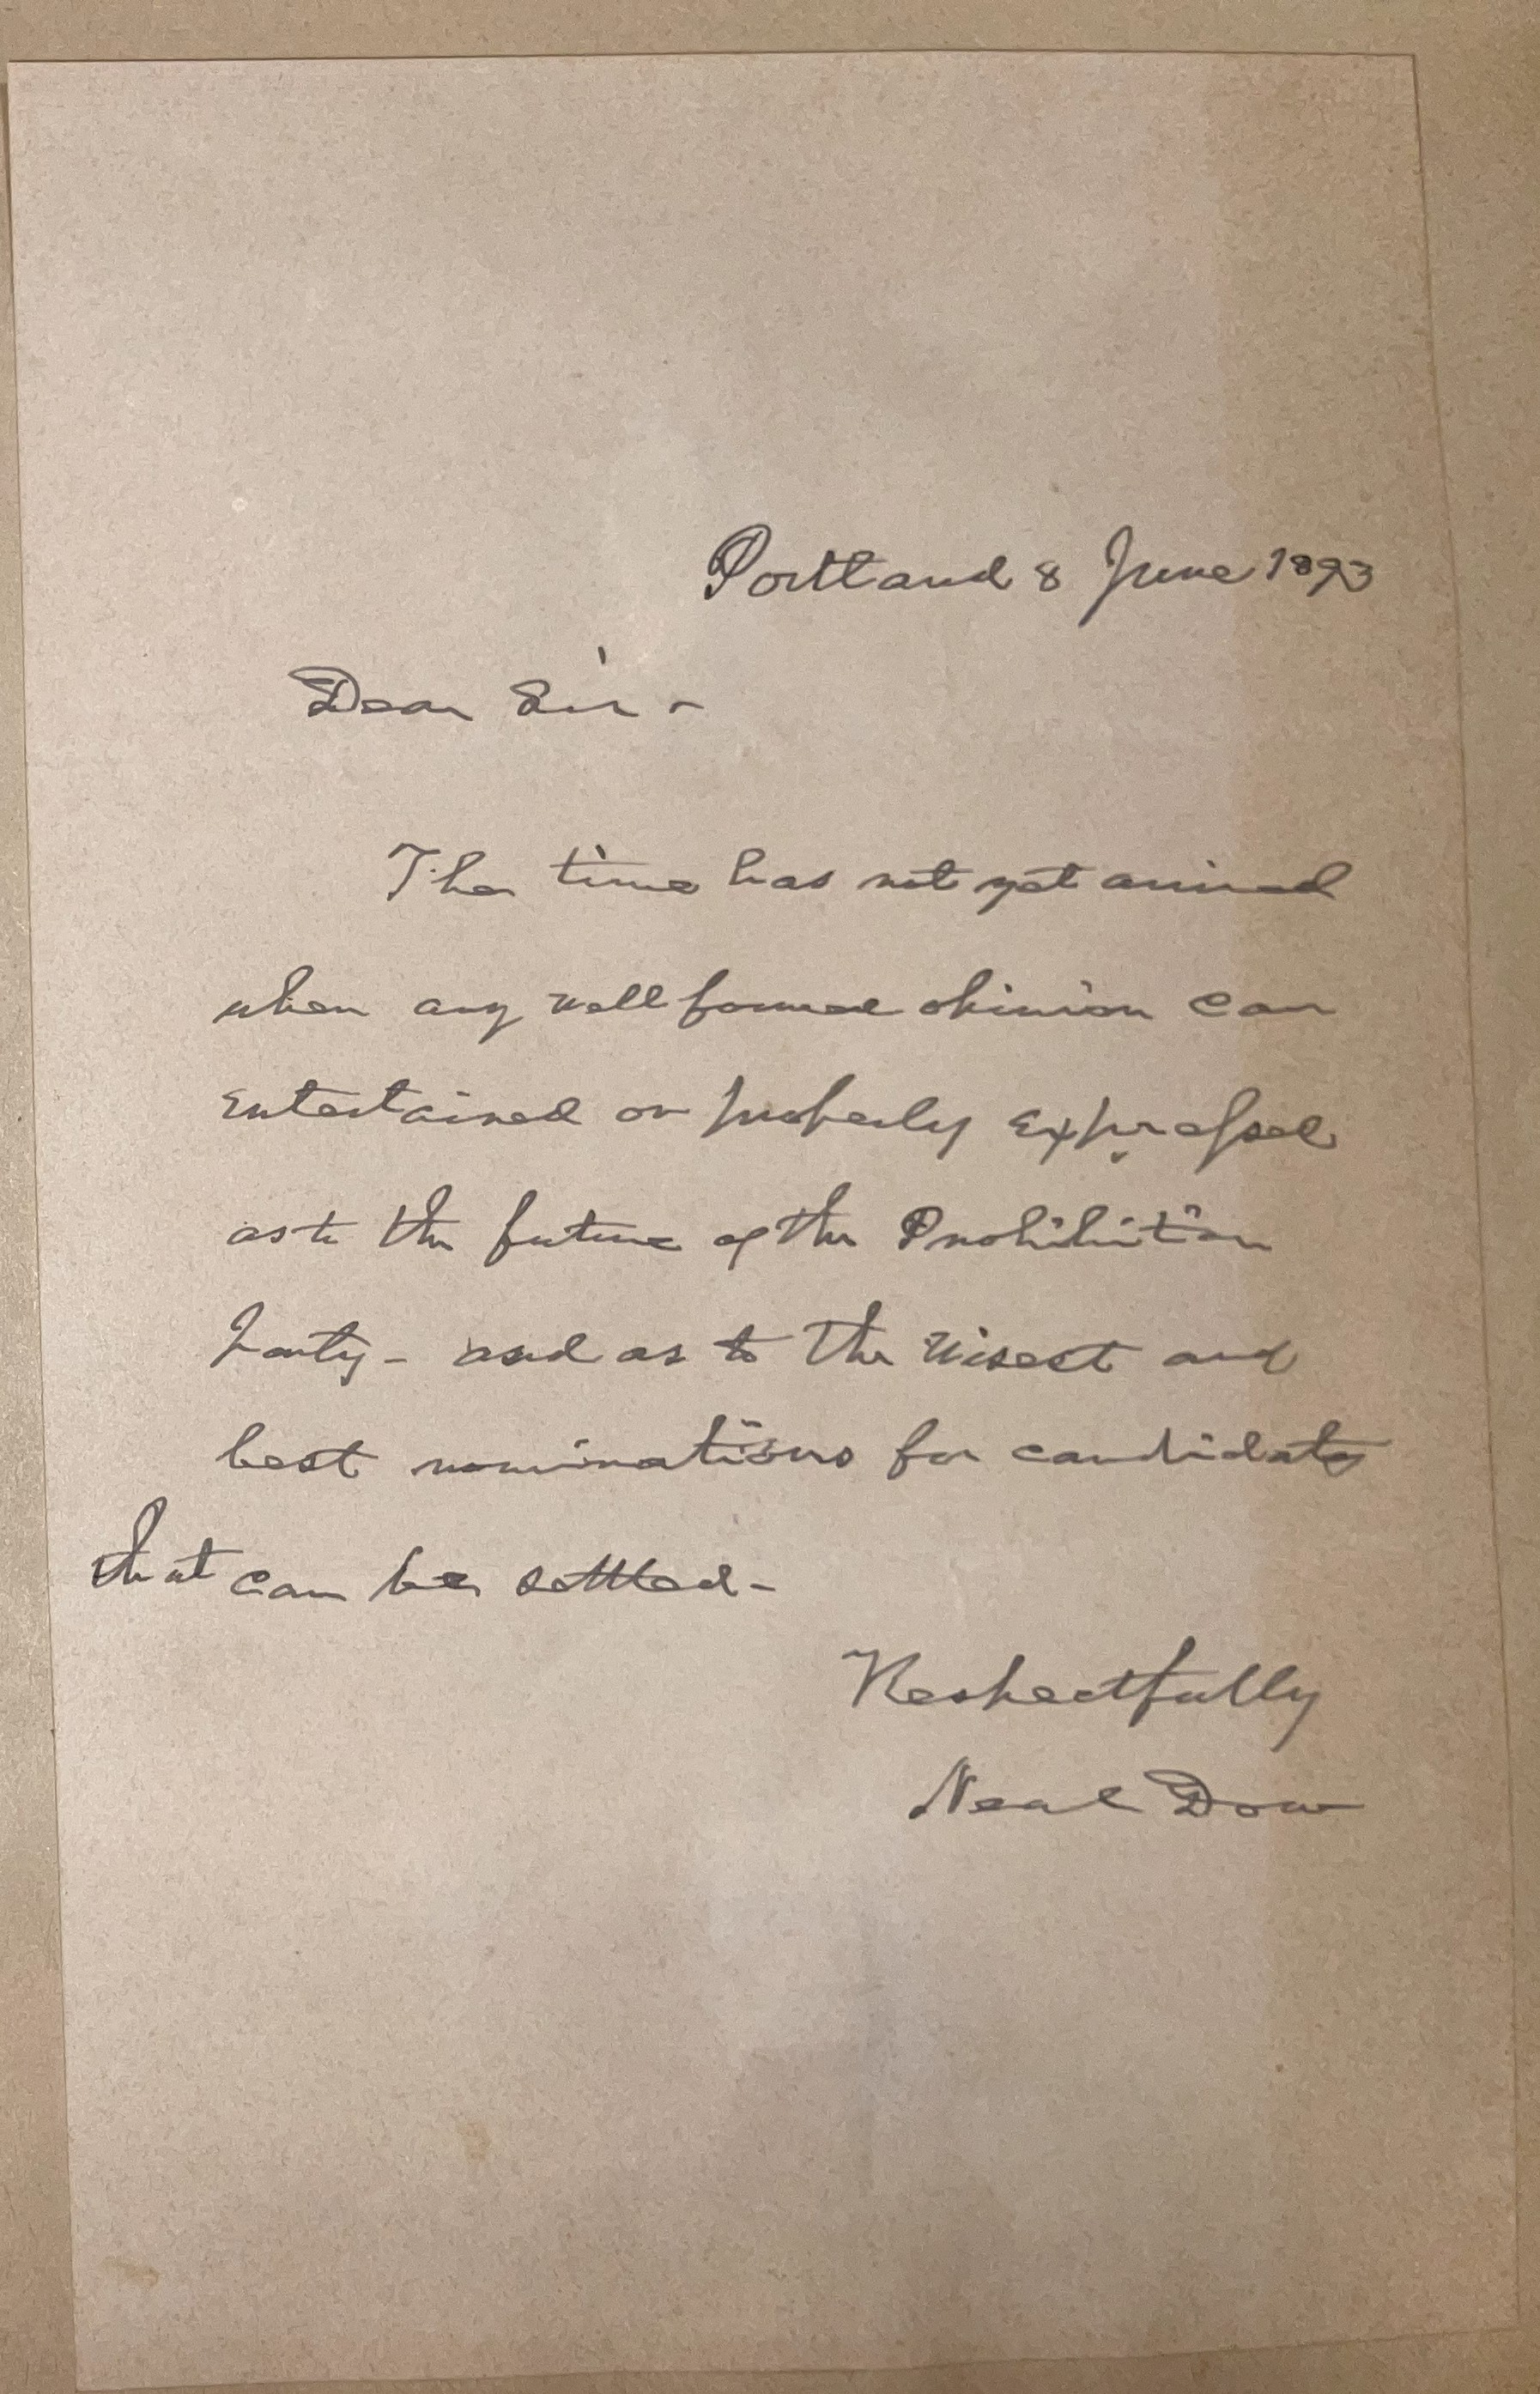 Portland 8 June 1893
Dear Sir -
The time has not yet arrived
when any well formed opinion can
entertained or properly expressed
as to the future of the Prohibition
Party - and as to the wisest and
best nominations for candidates
that can be settled -
Respectfully
Neal Dow